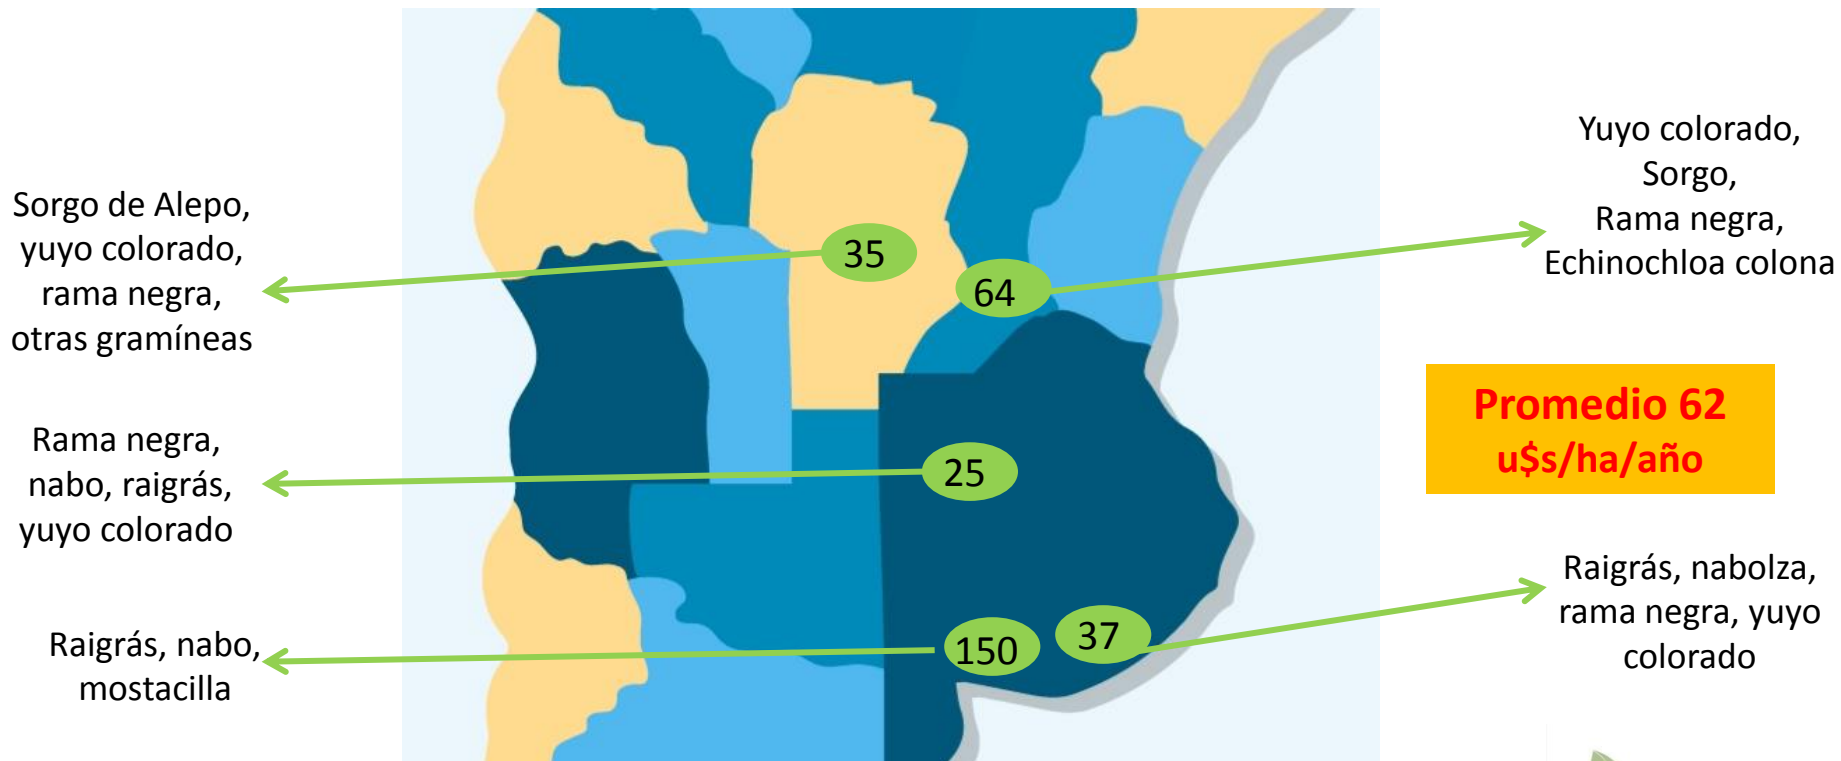 Sorgo de Alepo,
yuyo colorado,
rama negra,
otras gramíneas
Rama negra,
nabo, raigrás,
yuyo colorado
Raigrás, nabo,
mostacilla
35
64
25
150
37
Yuyo colorado,
Sorgo,
Rama negra,
Echinochloa colona
Promedio 62
u$s/ha/año
Raigrás, nabolza,
rama negra, yuyo
colorado